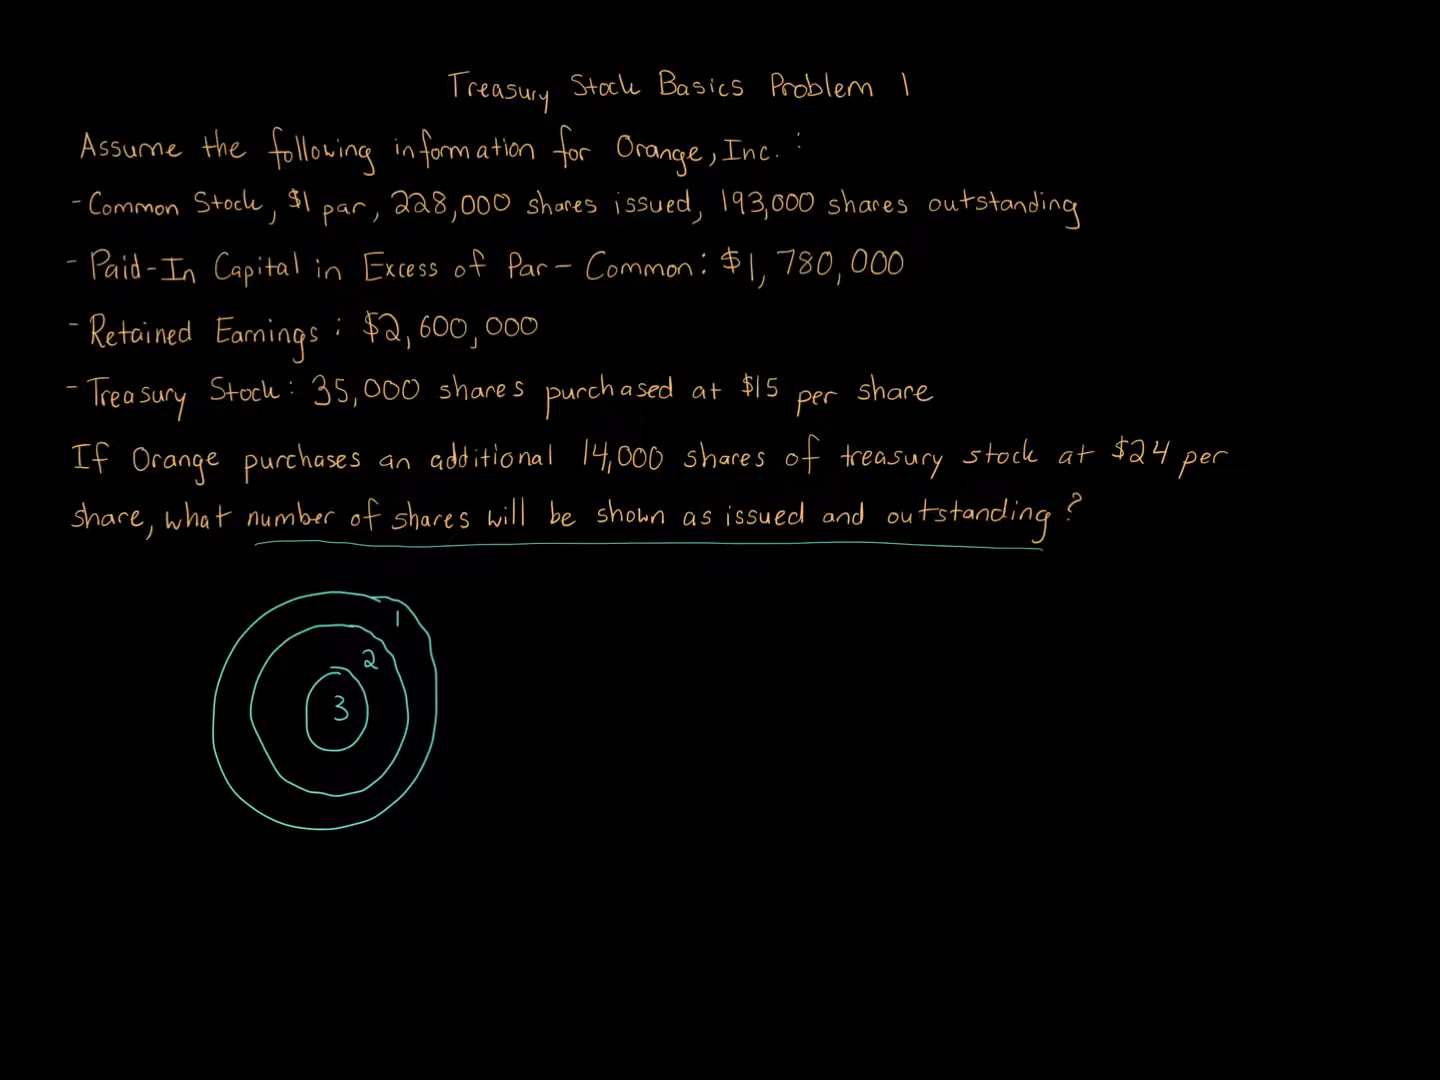 Treasury Stock Basics Problem 1
Assume the following information for Orange, Inc. :
- Common Stock, $1 par, 228,000 shares issued, 193,000 shares outstanding
- Paid-In Capital in Excess of Par - Common: $1,780,000
- Retained Earnings: $2,600,000
- Treasury Stock: 35,000 shares purchased at $15 per share
If Orange purchases an additional 14,000 shares of treasury stock at $24 per
share, what number of shares will be shown as issued and outstanding?
1
2
3